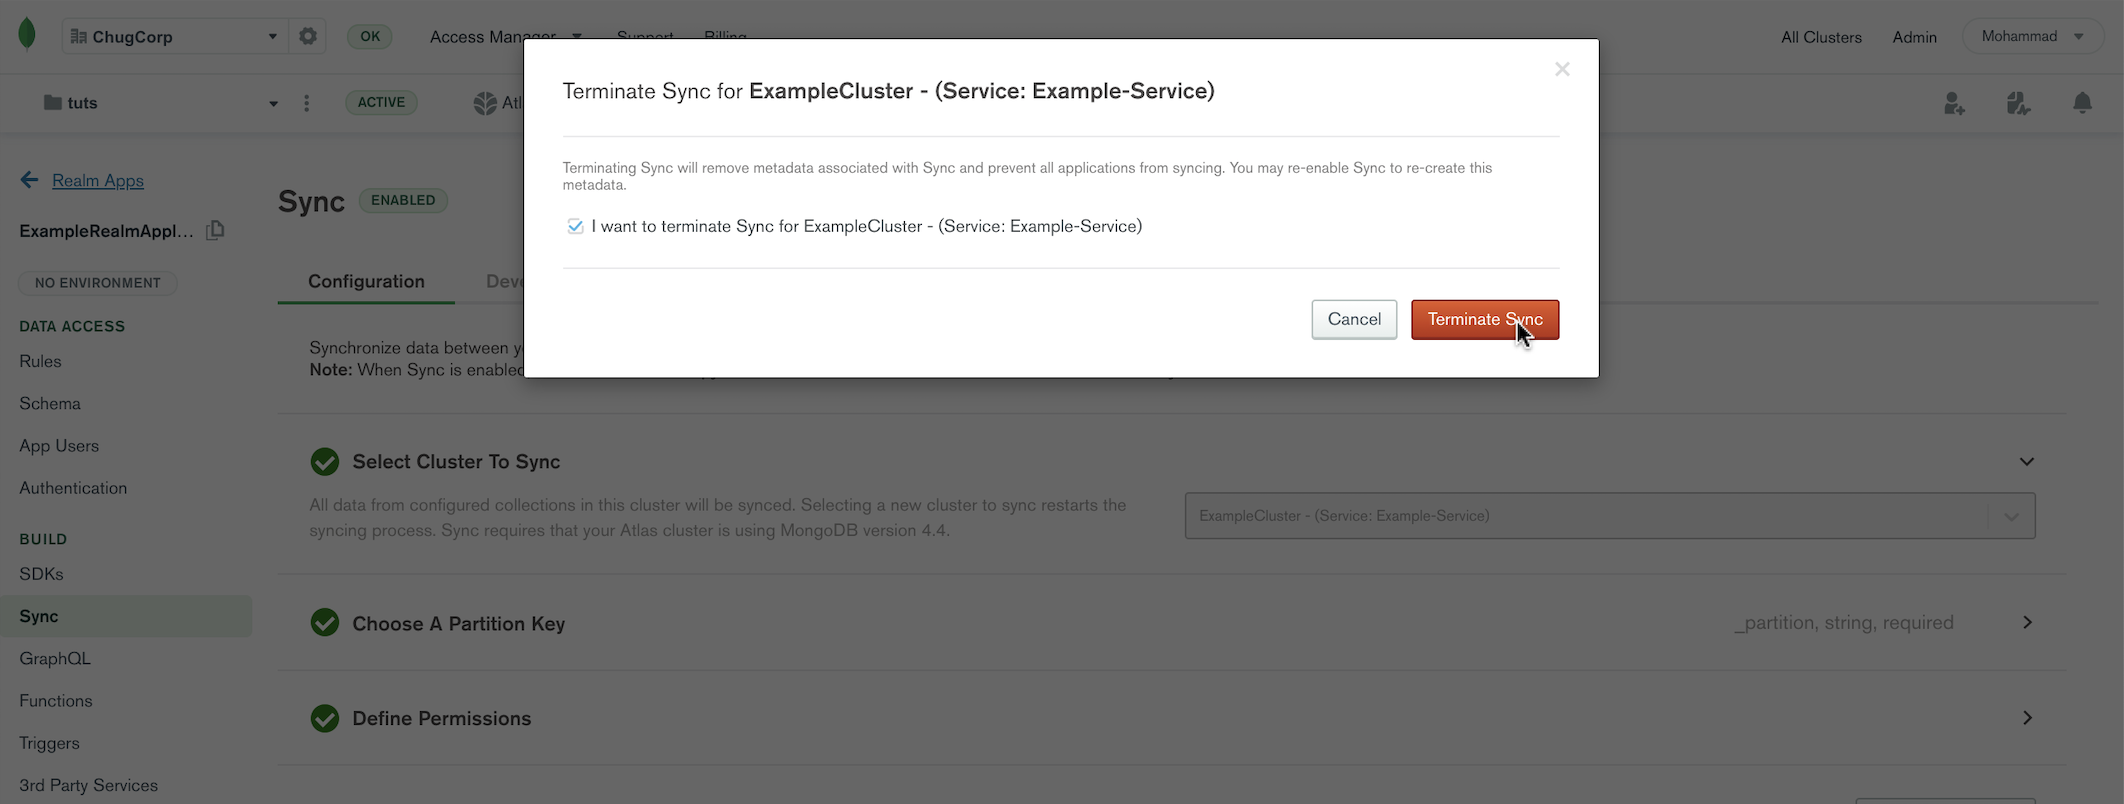 ChugCorp
OK
Access Manager
Support
Billing
All Clusters
Admin
Mohammad
tuts
ACTIVE
Atl
Terminate Sync for ExampleCluster - (Service: Example-Service)
Terminating Sync will remove metadata associated with Sync and prevent all applications from syncing. You may re-enable Sync to re-create this
metadata.
I want to terminate Sync for ExampleCluster - (Service: Example-Service)
Cancel
Terminate Sync
Realm Apps
ExampleRealmAppl...
NO ENVIRONMENT
DATA ACCESS
Rules
Schema
App Users
Authentication
BUILD
SDKs
Sync
GraphQL
Functions
Triggers
3rd Party Services
Sync
ENABLED
Configuration
Deve
Synchronize data between y
Note: When Sync is enabled
Select Cluster To Sync
All data from configured collections in this cluster will be synced. Selecting a new cluster to sync restarts the
syncing process. Sync requires that your Atlas cluster is using MongoDB version 4.4.
ExampleCluster - (Service: Example-Service)
Choose A Partition Key
_partition, string, required
Define Permissions